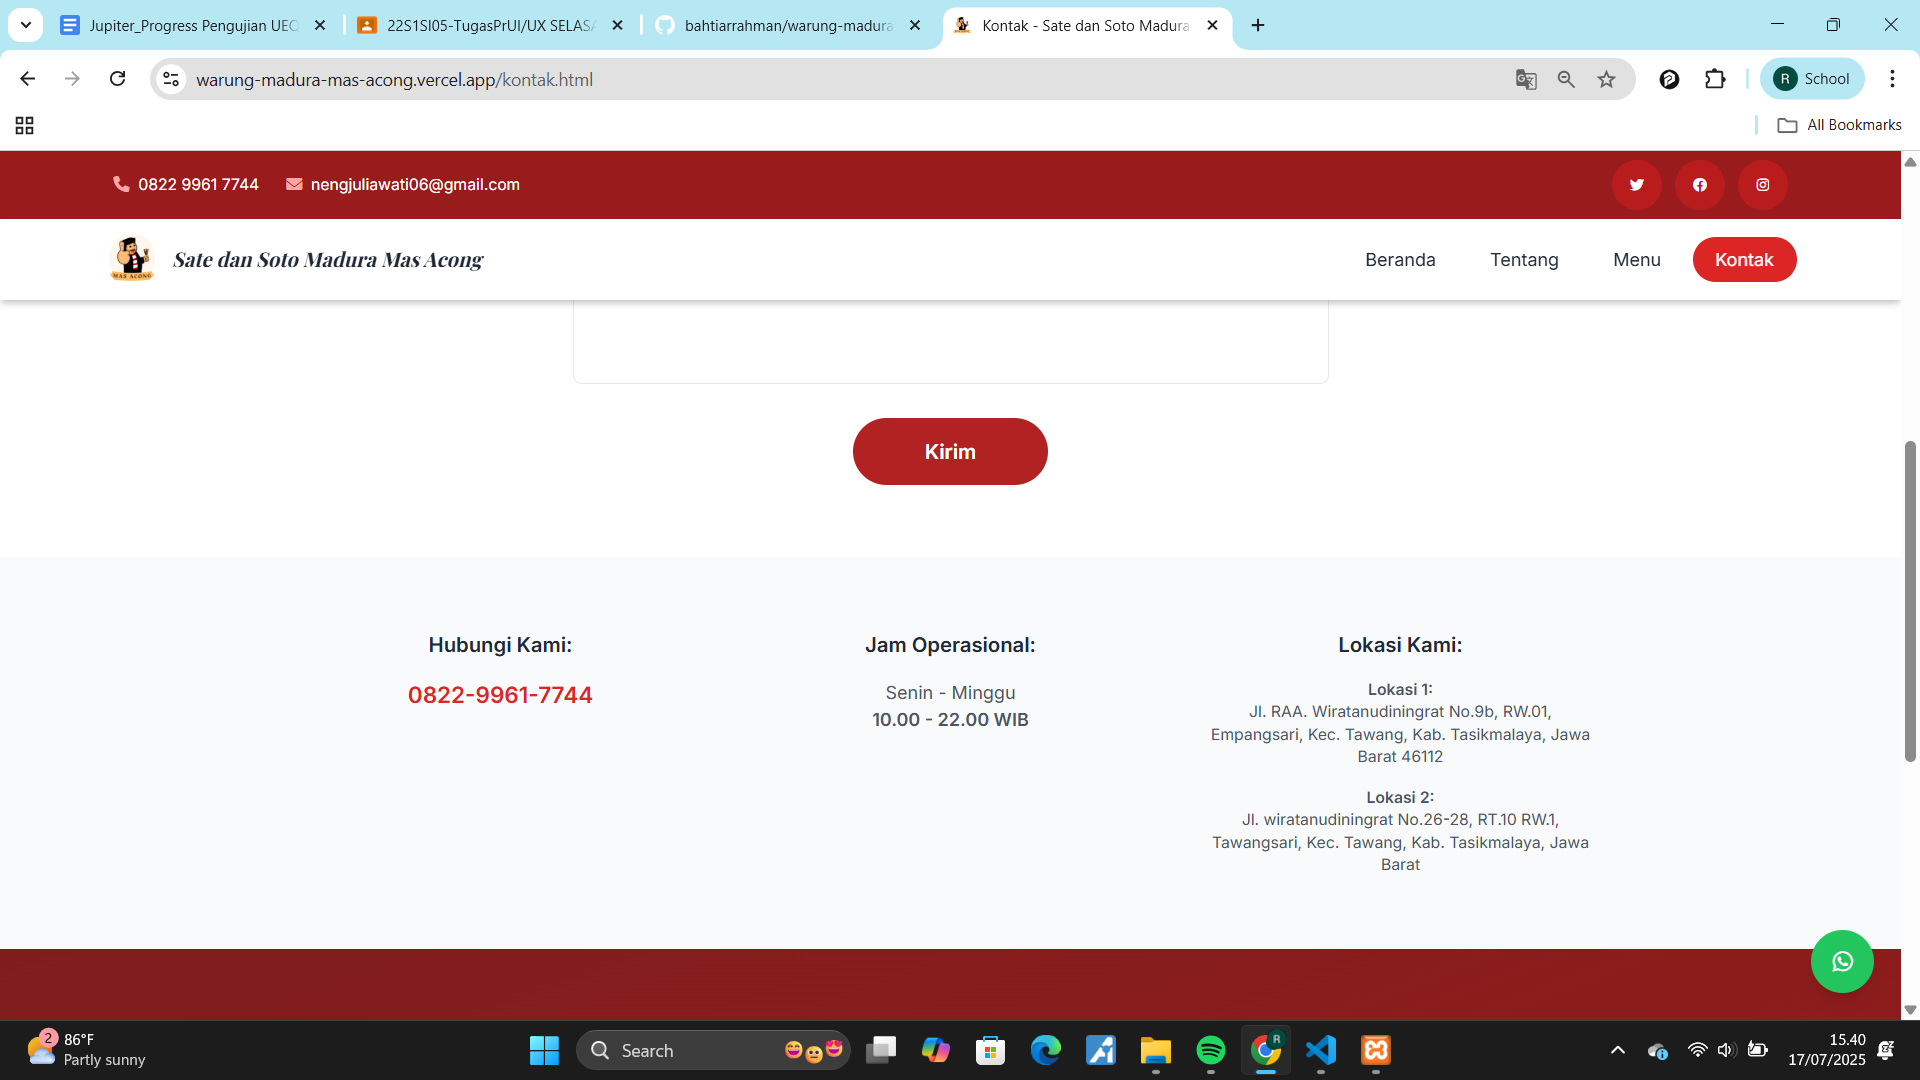 Jupiter_Progress Pengujian UEQ
22S1SI05-TugasPrUI/UX SELASA
bahtiarrahman/warung-madura
Kontak - Sate dan Soto Madura
warung-madura-mas-acong.vercel.app/kontak.html
R School
All Bookmarks
0822 9961 7744
nengjuliawati06@gmail.com
MAS ACONG
Sate dan Soto Madura Mas Acong
Beranda
Tentang
Menu
Kontak
Kirim
Hubungi Kami:
0822-9961-7744
Jam Operasional:
Senin - Minggu
10.00 - 22.00 WIB
Lokasi Kami:
Lokasi 1:
Jl. RAA. Wiratanudiningrat No.9b, RW.01,
Empangsari, Kec. Tawang, Kab. Tasikmalaya, Jawa
Barat 46112
Lokasi 2:
Jl. wiratanudiningrat No.26-28, RT.10 RW.1,
Tawangsari, Kec. Tawang, Kab. Tasikmalaya, Jawa
Barat
2
86°F
Partly sunny
Search
R
15.40
17/07/2025